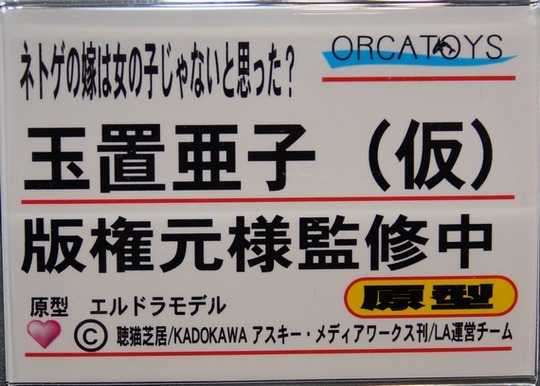 ネトゲの嫁は女の子じゃないと思った?
ORCATOYS
玉置亜子（仮）
版権元様監修中
原型 エルドラモデル
原型
©聴猫芝居/KADOKAWA アスキー・メディアワークス刊/LA運営チーム